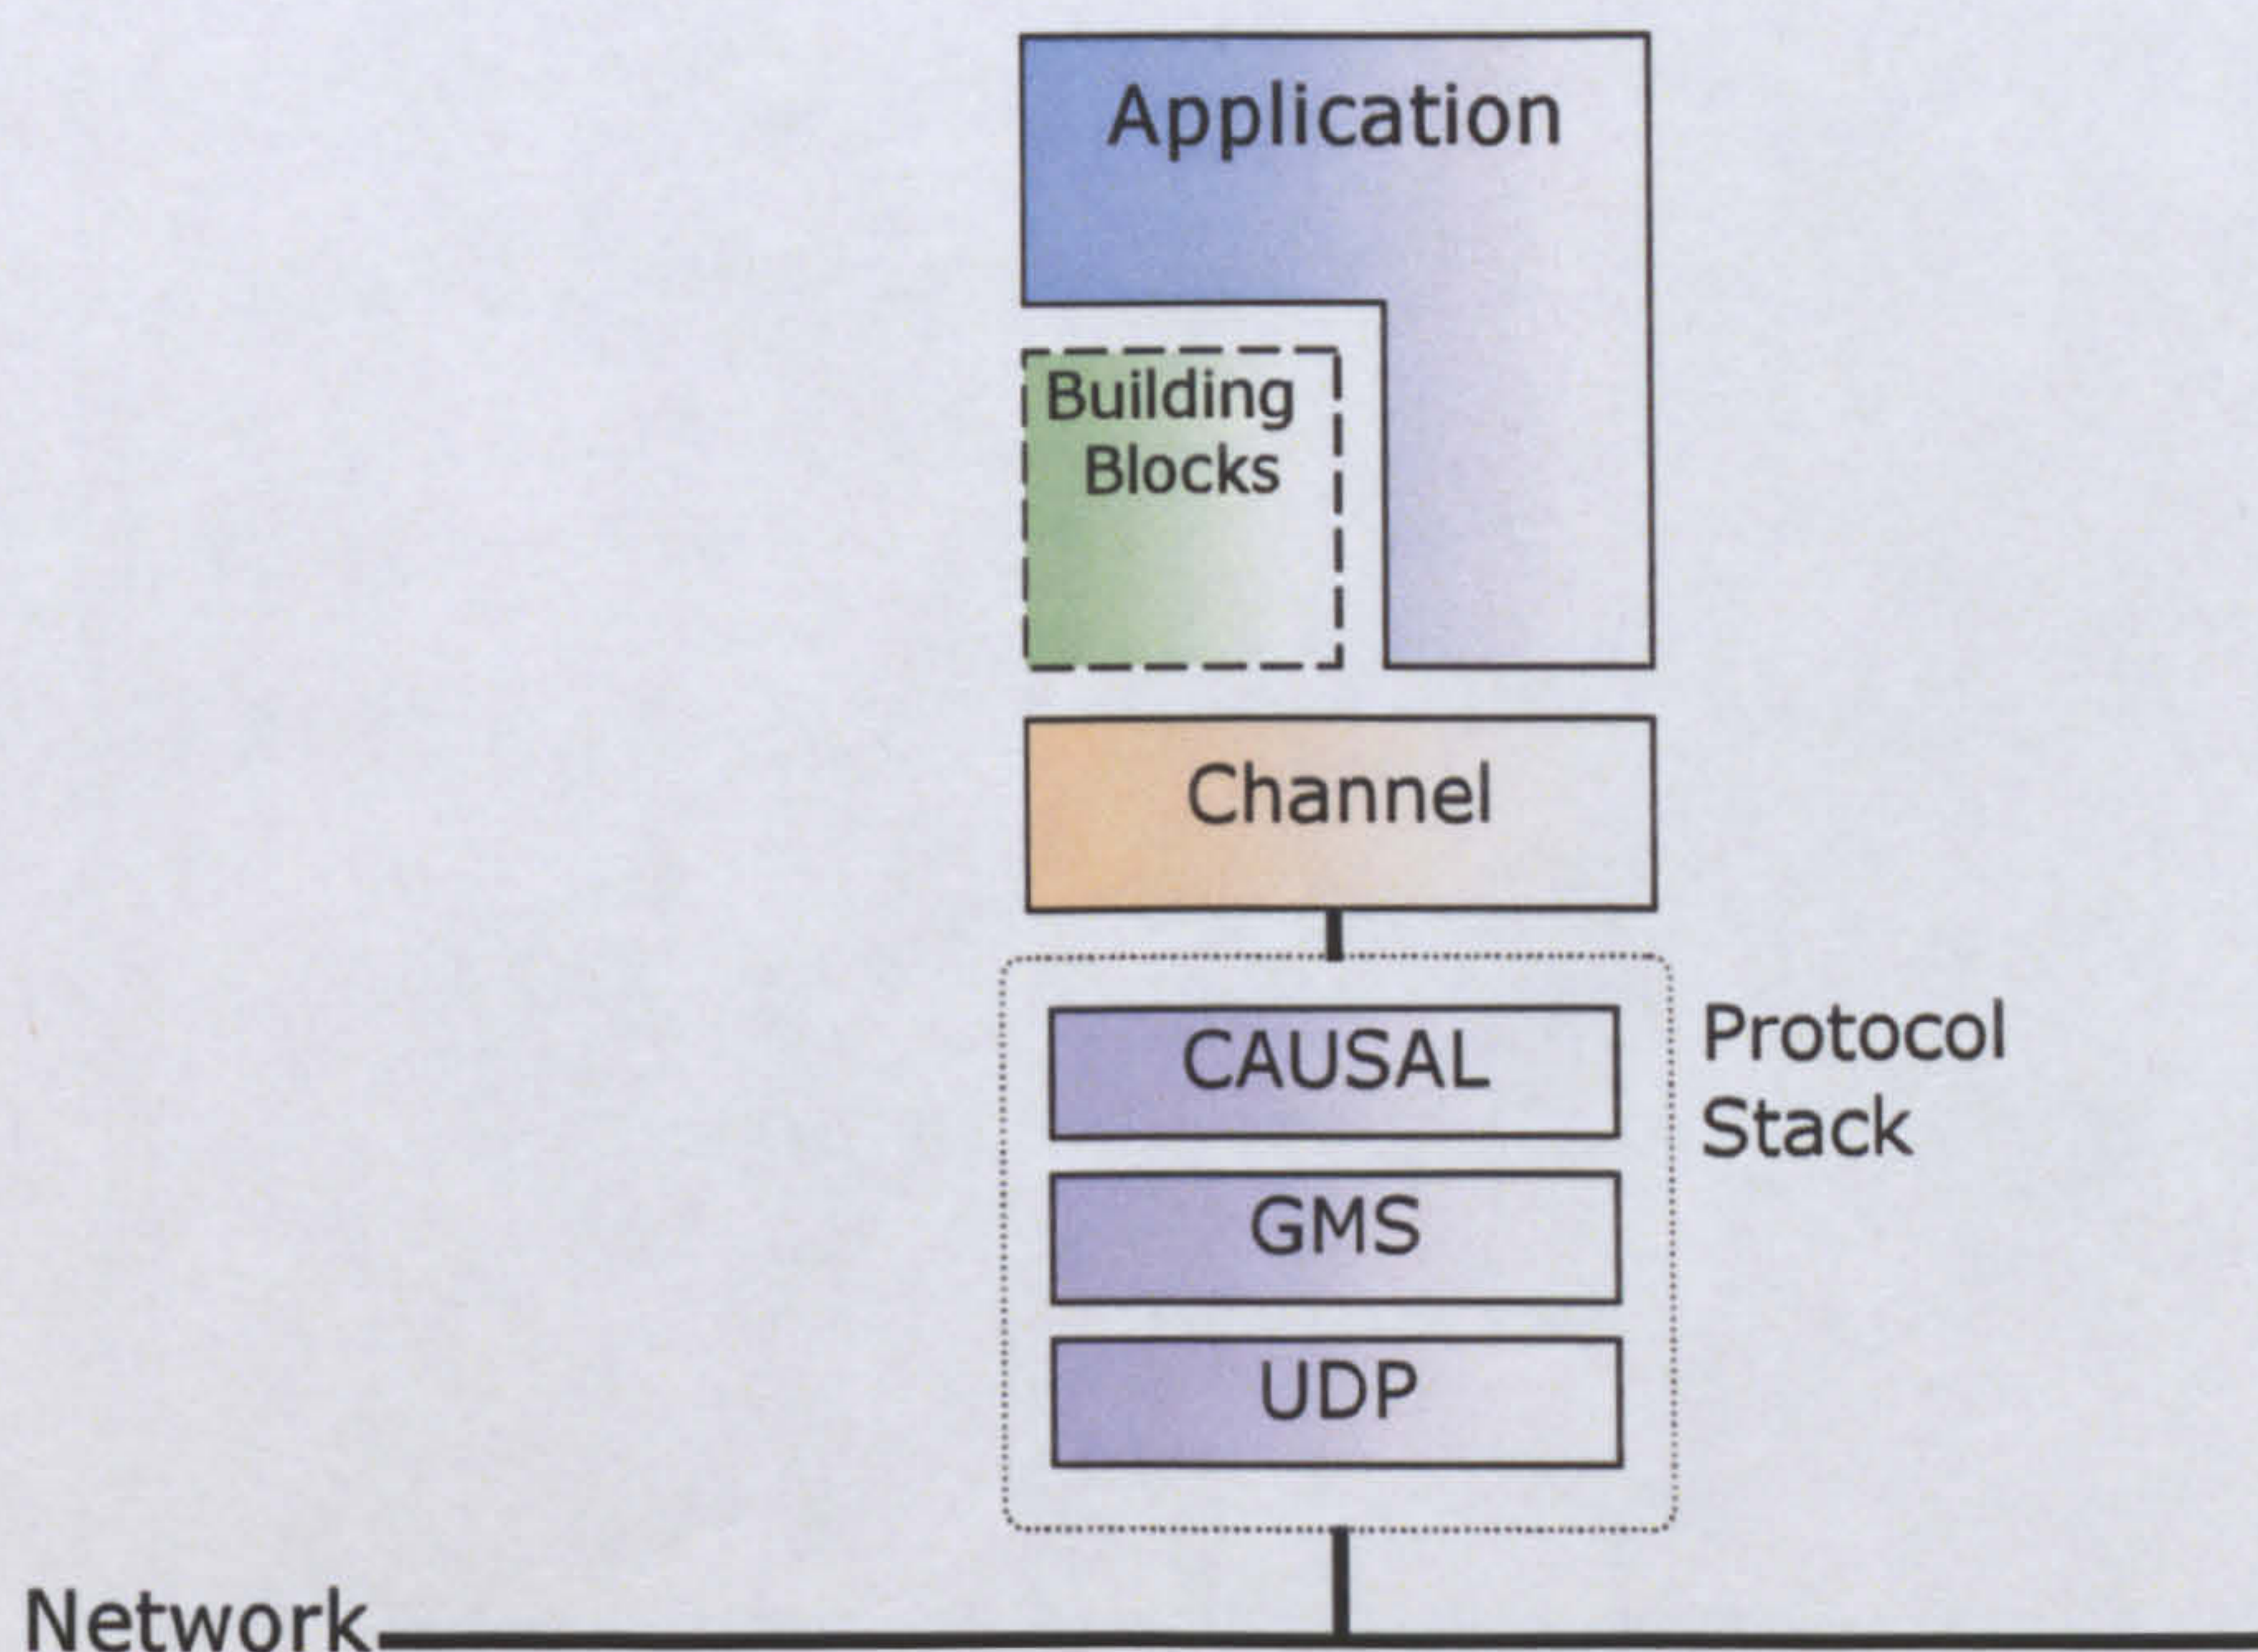 Application
Building
Blocks
Channel
CAUSAL
Protocol
Stack
GMS
UDP
Network